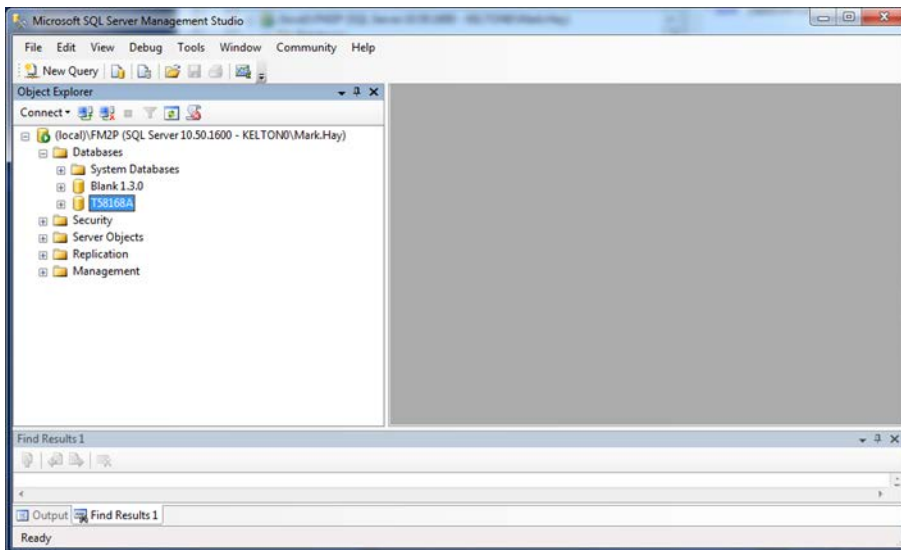 Microsoft SQL Server Management Studio
File Edit View Debug Tools Window Community Help
New Query
Object Explorer
Connect
(local)\FM2P (SQL Server 10.50.1600 - KELTON0\Mark.Hay)
Databases
System Databases
Blank 1.3.0
T58168A
Security
Server Objects
Replication
Management
Find Results 1
Output Find Results 1
Ready